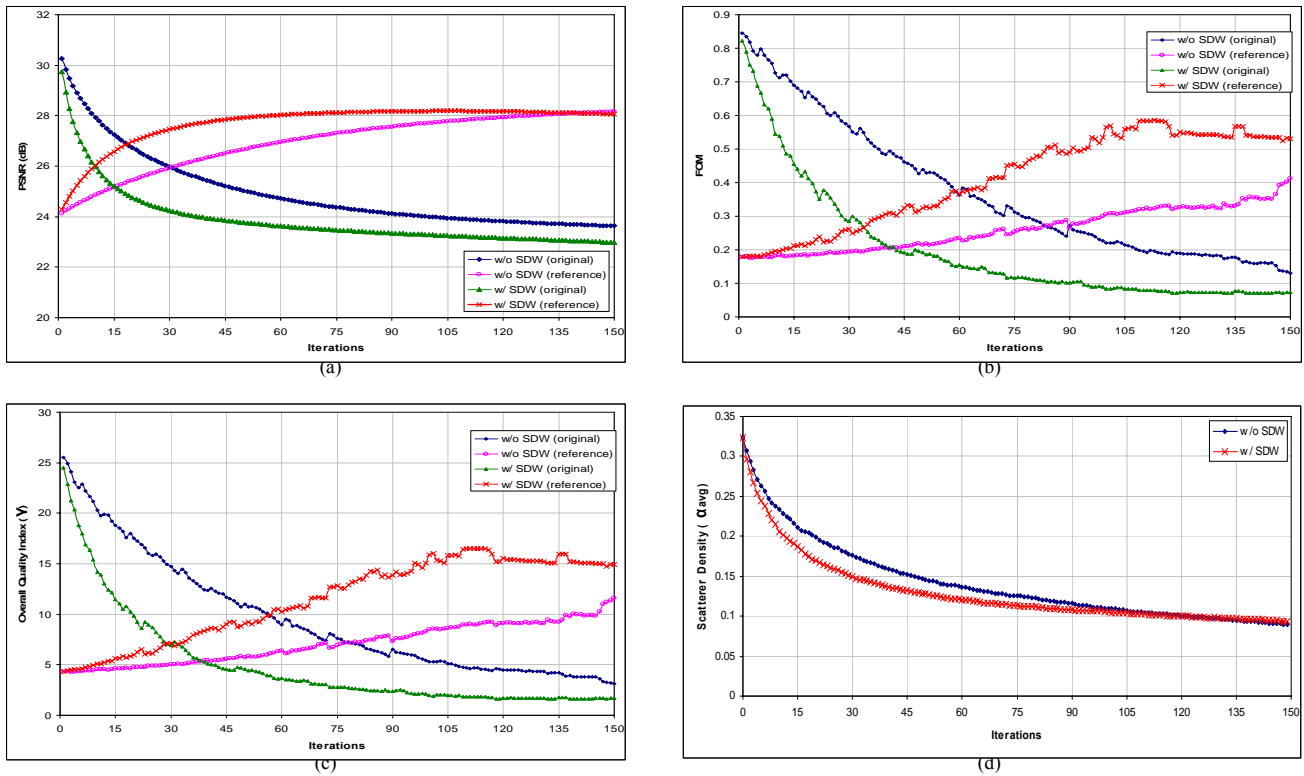 32
30
28
26
24
22
20
PSNR (dB)
w/o SDW (original)
w/o SDW (reference)
w/ SDW (original)
w/ SDW (reference)
0 15 30 45 60 75 90 105 120 135 150
Iterations
(a)
0.9
0.8
0.7
0.6
0.5
0.4
0.3
0.2
0.1
0
FOM
w/o SDW (original)
w/o SDW (reference)
w/ SDW (original)
w/ SDW (reference)
0 15 30 45 60 75 90 105 120 135 150
Iterations
(b)
30
25
20
15
10
5
0
Overall Quality Index (γ)
w/o SDW (original)
w/o SDW (reference)
w/ SDW (original)
w/ SDW (reference)
0 15 30 45 60 75 90 105 120 135 150
Iterations
(c)
0.35
0.3
0.25
0.2
0.15
0.1
0.05
0
Scatterer Density ( αavg)
w/o SDW
w/ SDW
0 15 30 45 60 75 90 105 120 135 150
Iterations
(d)